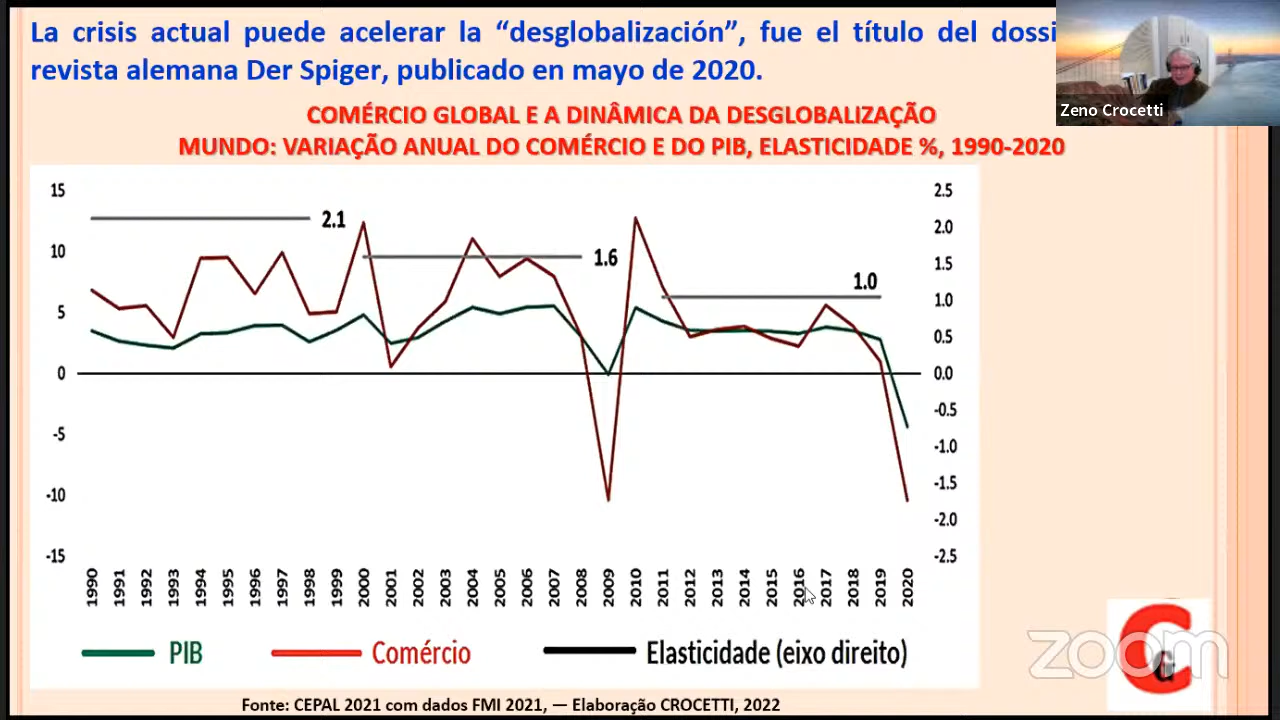 La crisis actual puede acelerar la “desglobalización”, fue el título del dossi
revista alemana Der Spiger, publicado en mayo de 2020.
Zeno Crocetti
COMÉRCIO GLOBAL E A DINÂMICA DA DESGLOBALIZAÇÃO
MUNDO: VARIAÇÃO ANUAL DO COMÉRCIO E DO PIB, ELASTICIDADE %, 1990-2020
15
10
5
0
-5
-10
-15
2.1
1.6
1.0
2.5
2.0
1.5
1.0
0.5
0.0
-0.5
-1.0
-1.5
-2.0
-2.5
1990 1991 1992 1993 1994 1995 1996 1997 1998 1999 2000 2001 2002 2003 2004 2005 2006 2007 2008 2009 2010 2011 2012 2013 2014 2015 2016 2017 2018 2019 2020
PIB Comércio Elasticidade (eixo direito)
Fonte: CEPAL 2021 com dados FMI 2021, — Elaboração CROCETTI, 2022
zoom